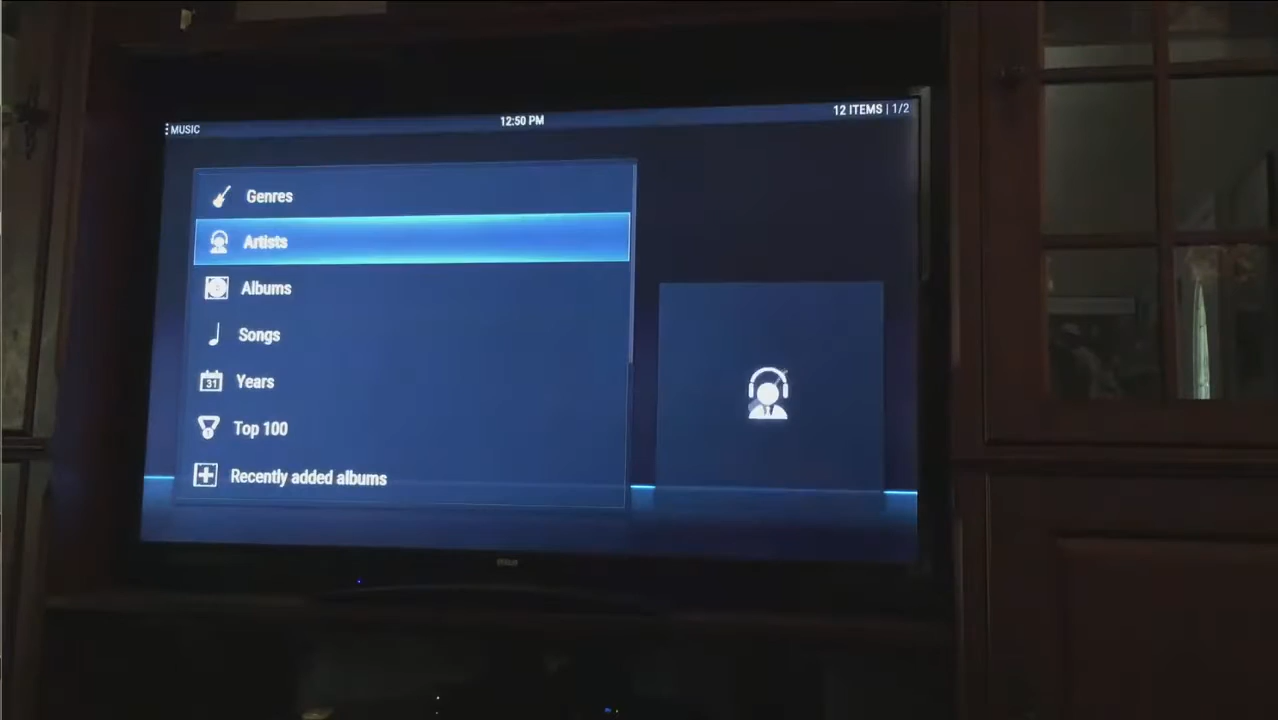 MUSIC
12:50 PM
12 ITEMS | 1/2
Genres
Artists
Albums
Songs
31
Years
Top 100
Recently added albums
RCA